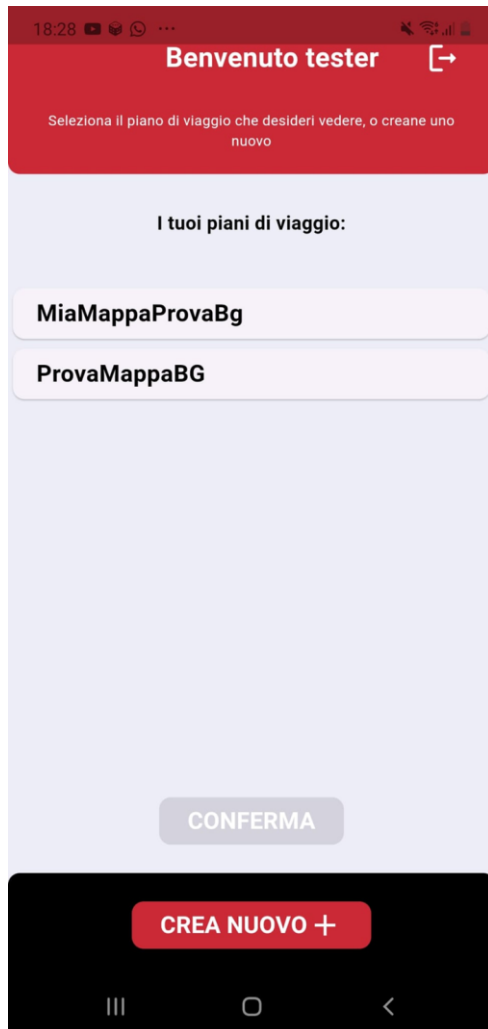 18:28
Benvenuto tester
Seleziona il piano di viaggio che desideri vedere, o creane uno
nuovo
I tuoi piani di viaggio:
MiaMappaProvaBg
ProvaMappaBG
CONFERMA
CREA NUOVO +